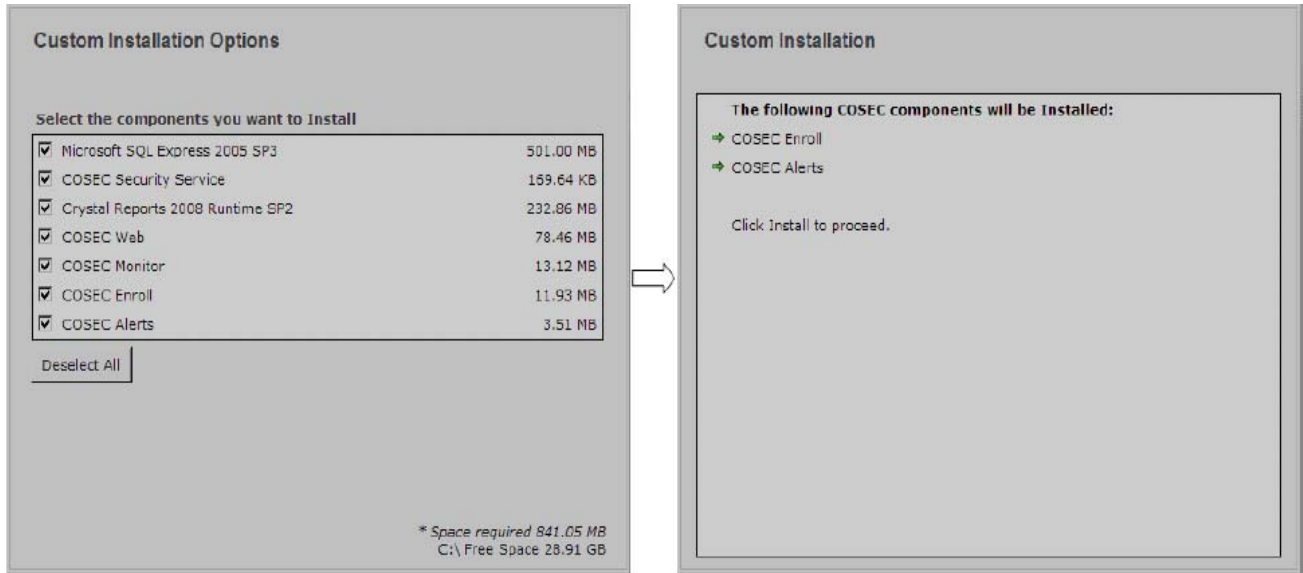 Custom Installation Options
Select the components you want to Install
Microsoft SQL Express 2005 SP3 501.00 MB
COSEC Security Service 169.64 KB
Crystal Reports 2008 Runtime SP2 232.86 MB
COSEC Web 78.46 MB
COSEC Monitor 13.12 MB
COSEC Enroll 11.93 MB
COSEC Alerts 3.51 MB
Deselect All
* Space required 841.05 MB
C:\ Free Space 28.91 GB
Custom Installation
The following COSEC components will be Installed:
COSEC Enroll
COSEC Alerts
Click Install to proceed.